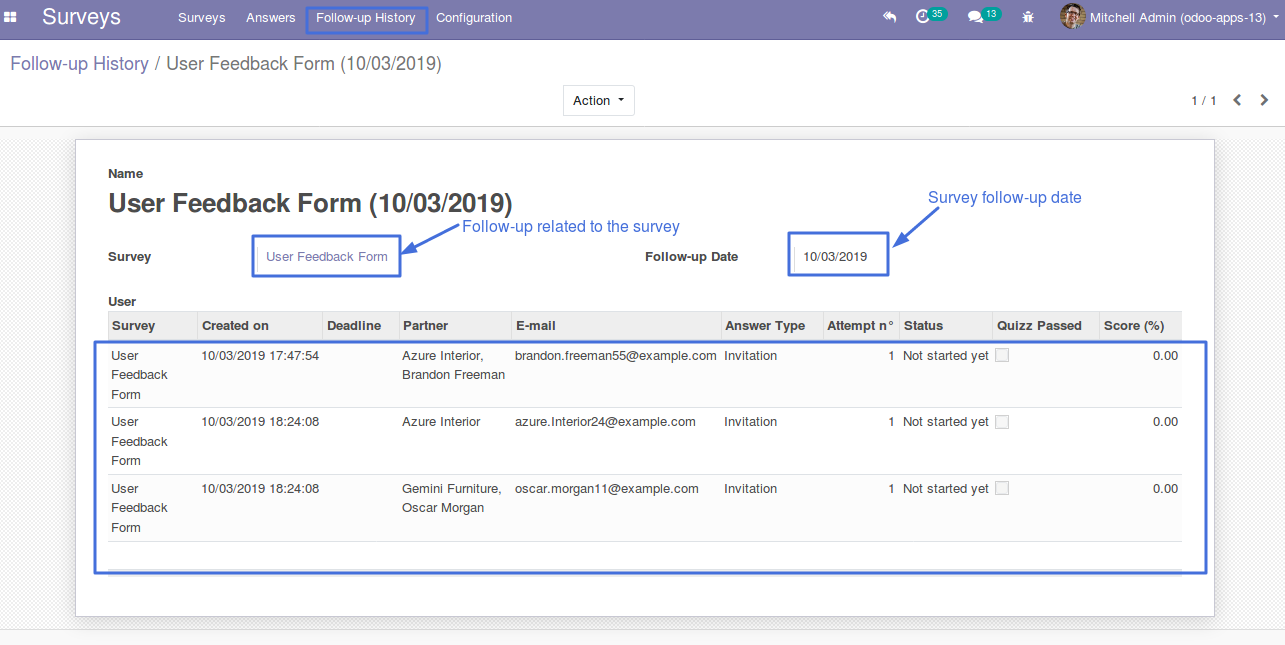 Surveys Surveys Answers Follow-up History Configuration 35 13 Mitchell Admin (odoo-apps-13)
Follow-up History / User Feedback Form (10/03/2019)
Action 1 / 1
Name
User Feedback Form (10/03/2019)
Survey follow-up date
Follow-up related to the survey
Survey User Feedback Form Follow-up Date 10/03/2019
User
Survey Created on Deadline Partner E-mail Answer Type Attempt n° Status Quizz Passed Score (%)
User 10/03/2019 17:47:54 Azure Interior, brandon.freeman55@example.com Invitation 1 Not started yet 0.00
Feedback Brandon Freeman
Form
User 10/03/2019 18:24:08 Azure Interior azure.Interior24@example.com Invitation 1 Not started yet 0.00
Feedback
Form
User 10/03/2019 18:24:08 Gemini Furniture, oscar.morgan11@example.com Invitation 1 Not started yet 0.00
Feedback Oscar Morgan
Form